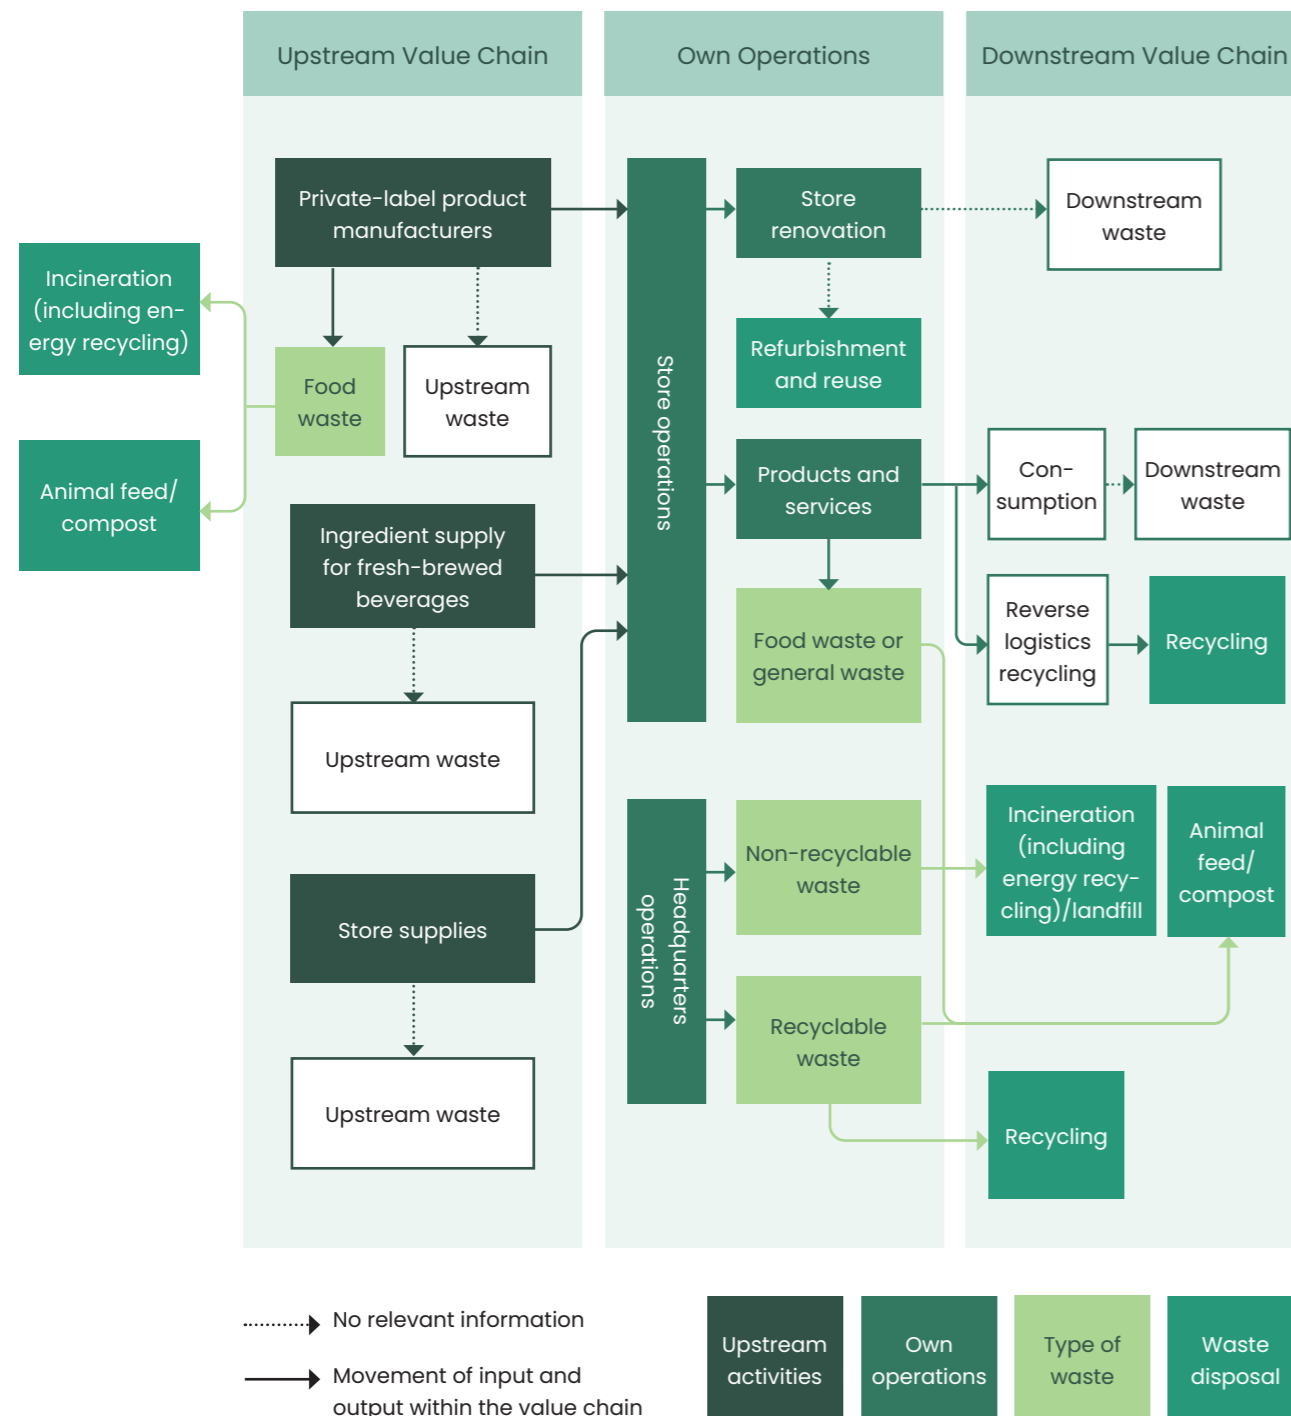 Upstream Value Chain
Own Operations
Downstream Value Chain
Private-label product
manufacturers
Incineration
(including en-
ergy recycling)
Animal feed/
compost
Food
waste
Upstream
waste
Ingredient supply
for fresh-brewed
beverages
Upstream waste
Store supplies
Upstream waste
Store operations
Store
renovation
Refurbishment
and reuse
Products and
services
Food waste or
general waste
Headquarters
operations
Non-recyclable
waste
Recyclable
waste
Downstream
waste
Con-
sumption
Downstream
waste
Reverse
logistics
recycling
Recycling
Incineration
(including
energy recy-
cling)/landfill
Animal
feed/
compost
Recycling
No relevant information
Movement of input and
output within the value chain
Upstream
activities
Own
operations
Type of
waste
Waste
disposal